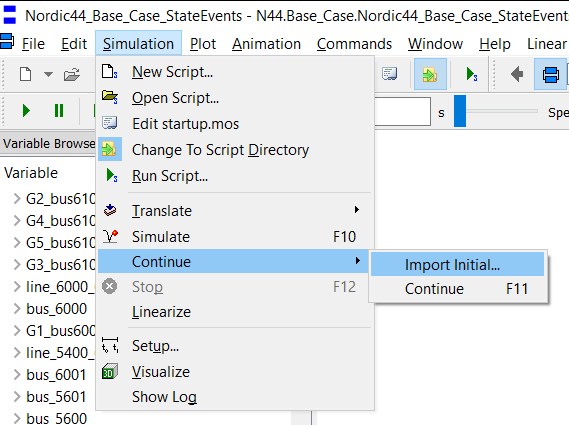 Nordic44_Base_Case_StateEvents - N44.Base_Case.Nordic44_Base_Case_StateEvents
File Edit Simulation Plot Animation Commands Window Help Linear
New Script...
Open Script...
Edit startup.mos
s
Change To Script Directory
Variable Browse
Variable
Run Script...
G2_bus610
G4_bus610
Translate
G5_bus610
Simulate F10
G3_bus610
Continue
Import Initial...
line_6000_
Stop F12
Continue F11
bus_6000
Linearize
G1_bus600
line_5400_
Setup...
bus_6001
Visualize
bus_5601
Show Log
bus_5600